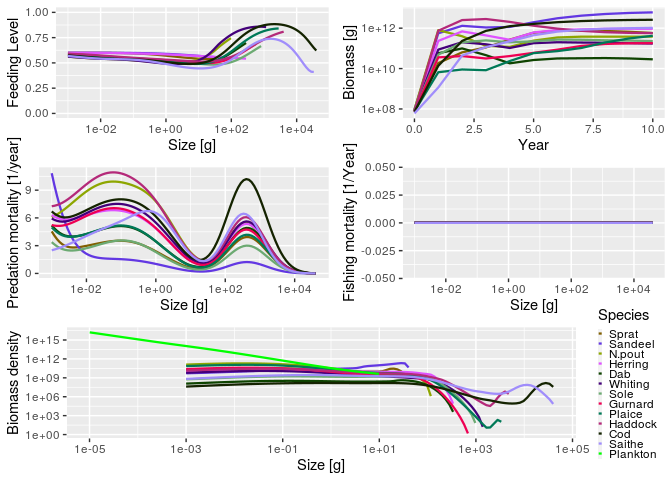 Feeding Level
1.00
0.75
0.50
0.25
0.00
1e-02 1e+00 1e+02 1e+04
Size [g]
Biomass [g]
1e+12
1e+10
1e+08
0.0 2.5 5.0 7.5 10.0
Year
Predation mortality [1/year]
9
6
3
0
1e-02 1e+00 1e+02 1e+04
Size [g]
Fishing mortality [1/Year]
0.050
0.025
0.000
-0.025
-0.050
1e-02 1e+00 1e+02 1e+04
Size [g]
Biomass density
1e+15
1e+12
1e+09
1e+06
1e+03
1e+00
1e-05 1e-03 1e-01 1e+01 1e+03 1e+05
Size [g]
Species
Sprat
Sandeel
N.pout
Herring
Dab
Whiting
Sole
Gurnard
Plaice
Haddock
Cod
Saithe
Plankton